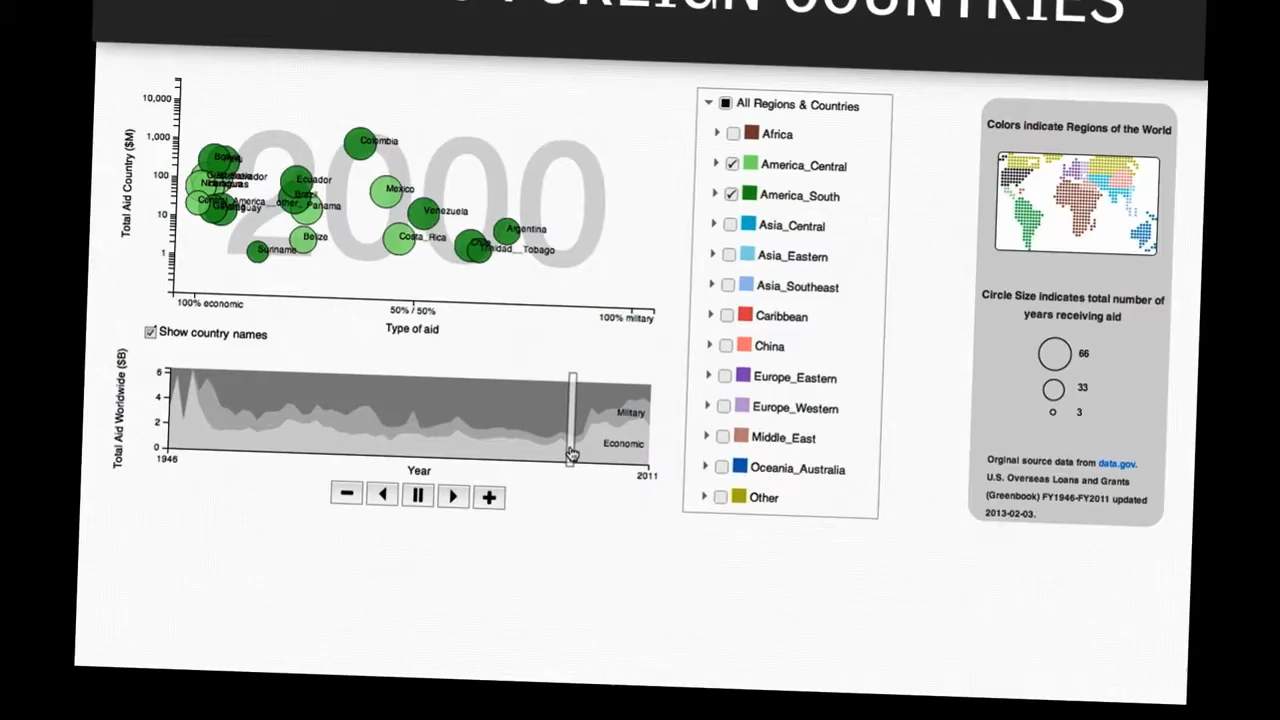 FOREIGN COUNTRIES
2000
Total Aid Country ($M)
10,000
1,000
100
10
1
Colombia
Ecuador
Brazil
Panama
Mexico
Venezuela
Argentina
Costa_Rica
Trinidad__Tobago
Belize
Suriname
100% economic
50% / 50%
100% military
Type of aid
Show country names
Total Aid Worldwide ($B)
6
4
2
0
Military
Economic
1946
Year
2011
All Regions & Countries
Africa
America_Central
America_South
Asia_Central
Asia_Eastern
Asia_Southeast
Caribbean
China
Europe_Eastern
Europe_Western
Middle_East
Oceania_Australia
Other
Colors indicate Regions of the World
Circle Size indicates total number of
years receiving aid
66
33
3
Orginal source data from data.gov.
U.S. Overseas Loans and Grants
(Greenbook) FY1946-FY2011 updated
2013-02-03.